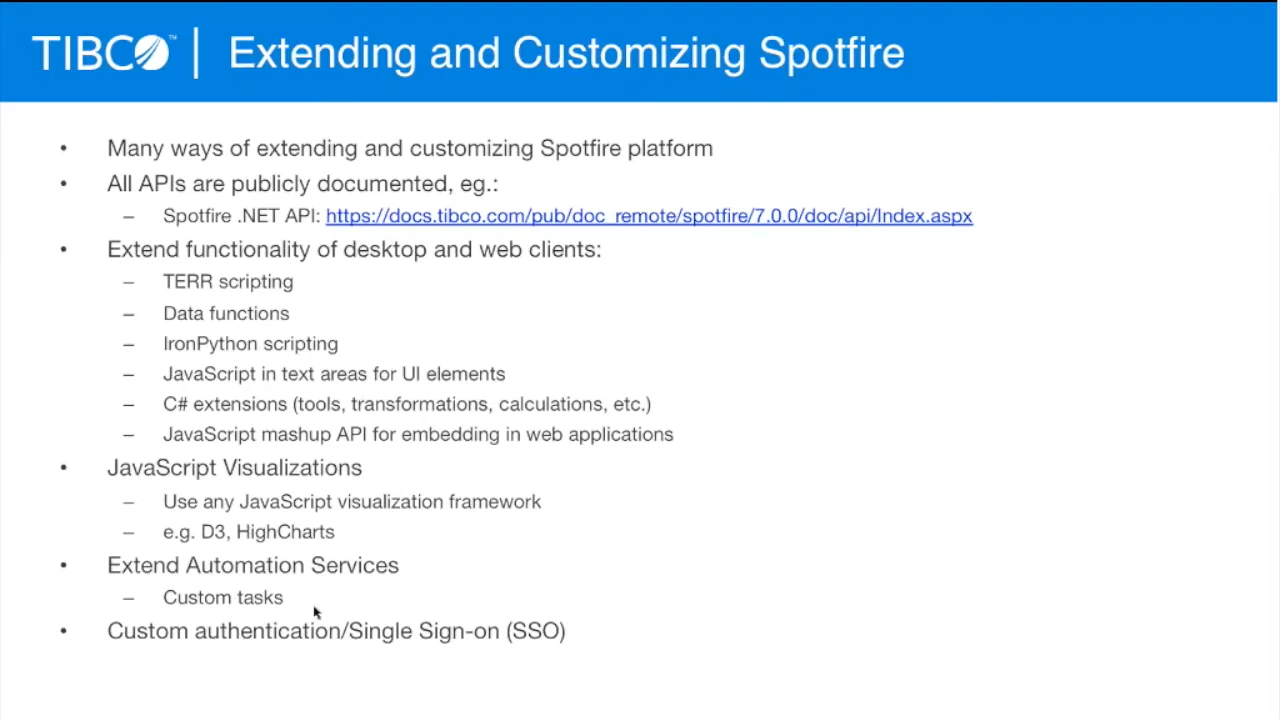 TIBCO™ | Extending and Customizing Spotfire
• Many ways of extending and customizing Spotfire platform
• All APIs are publicly documented, eg.:
– Spotfire .NET API: https://docs.tibco.com/pub/doc_remote/spotfire/7.0.0/doc/api/Index.aspx
• Extend functionality of desktop and web clients:
– TERR scripting
– Data functions
– IronPython scripting
– JavaScript in text areas for UI elements
– C# extensions (tools, transformations, calculations, etc.)
– JavaScript mashup API for embedding in web applications
• JavaScript Visualizations
– Use any JavaScript visualization framework
– e.g. D3, HighCharts
• Extend Automation Services
– Custom tasks
• Custom authentication/Single Sign-on (SSO)